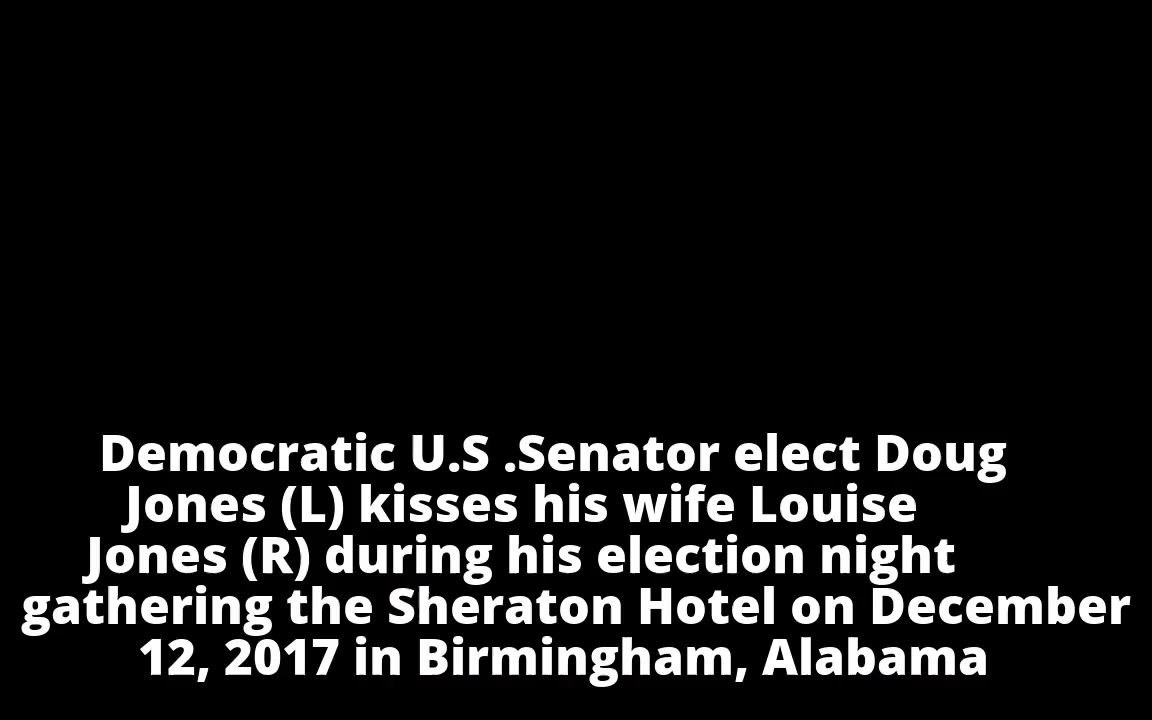 Democratic U.S .Senator elect Doug
Jones (L) kisses his wife Louise
Jones (R) during his election night
gathering the Sheraton Hotel on December
12, 2017 in Birmingham, Alabama